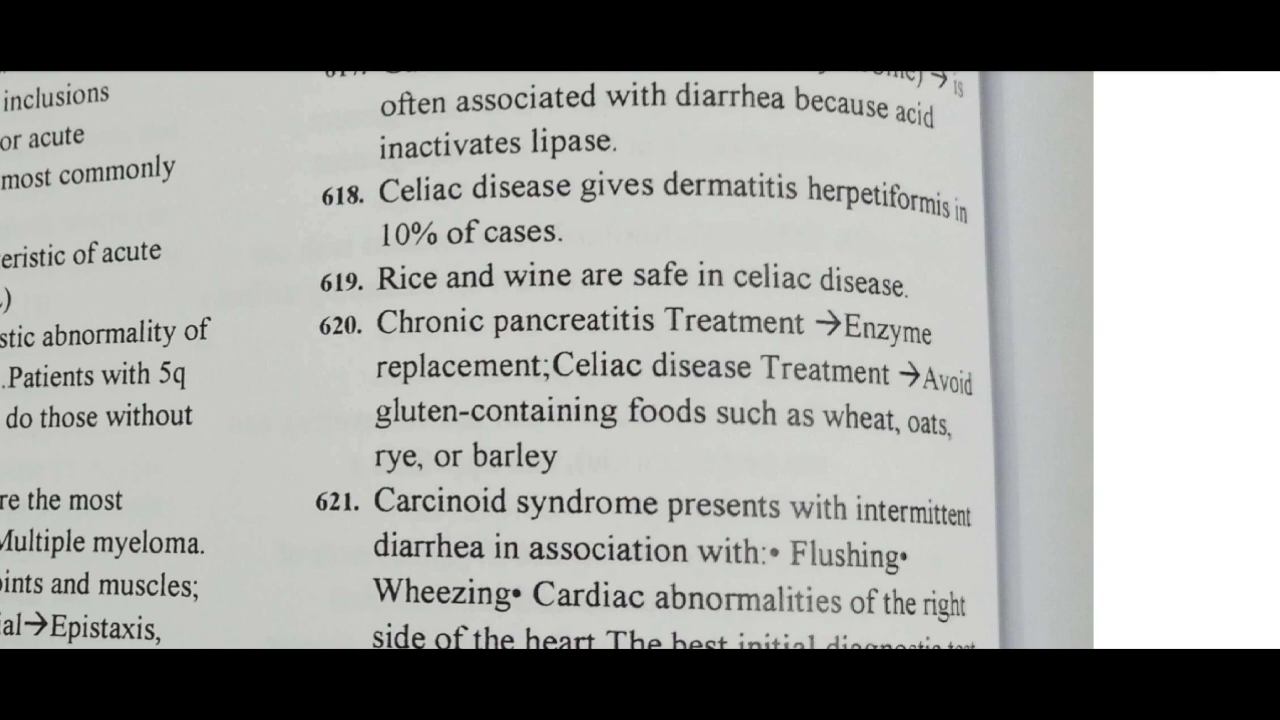 inclusions
or acute
most commonly
eristic of acute
.)
stic abnormality of
.Patients with 5q
do those without
re the most
Multiple myeloma.
oints and muscles;
ial→Epistaxis,
→ is
often associated with diarrhea because acid
inactivates lipase.
618. Celiac disease gives dermatitis herpetiformis in
10% of cases.
619. Rice and wine are safe in celiac disease.
620. Chronic pancreatitis Treatment →Enzyme
replacement;Celiac disease Treatment →Avoid
gluten-containing foods such as wheat, oats,
rye, or barley
621. Carcinoid syndrome presents with intermittent
diarrhea in association with:• Flushing•
Wheezing• Cardiac abnormalities of the right
side of the heart The best initial diagnostic test